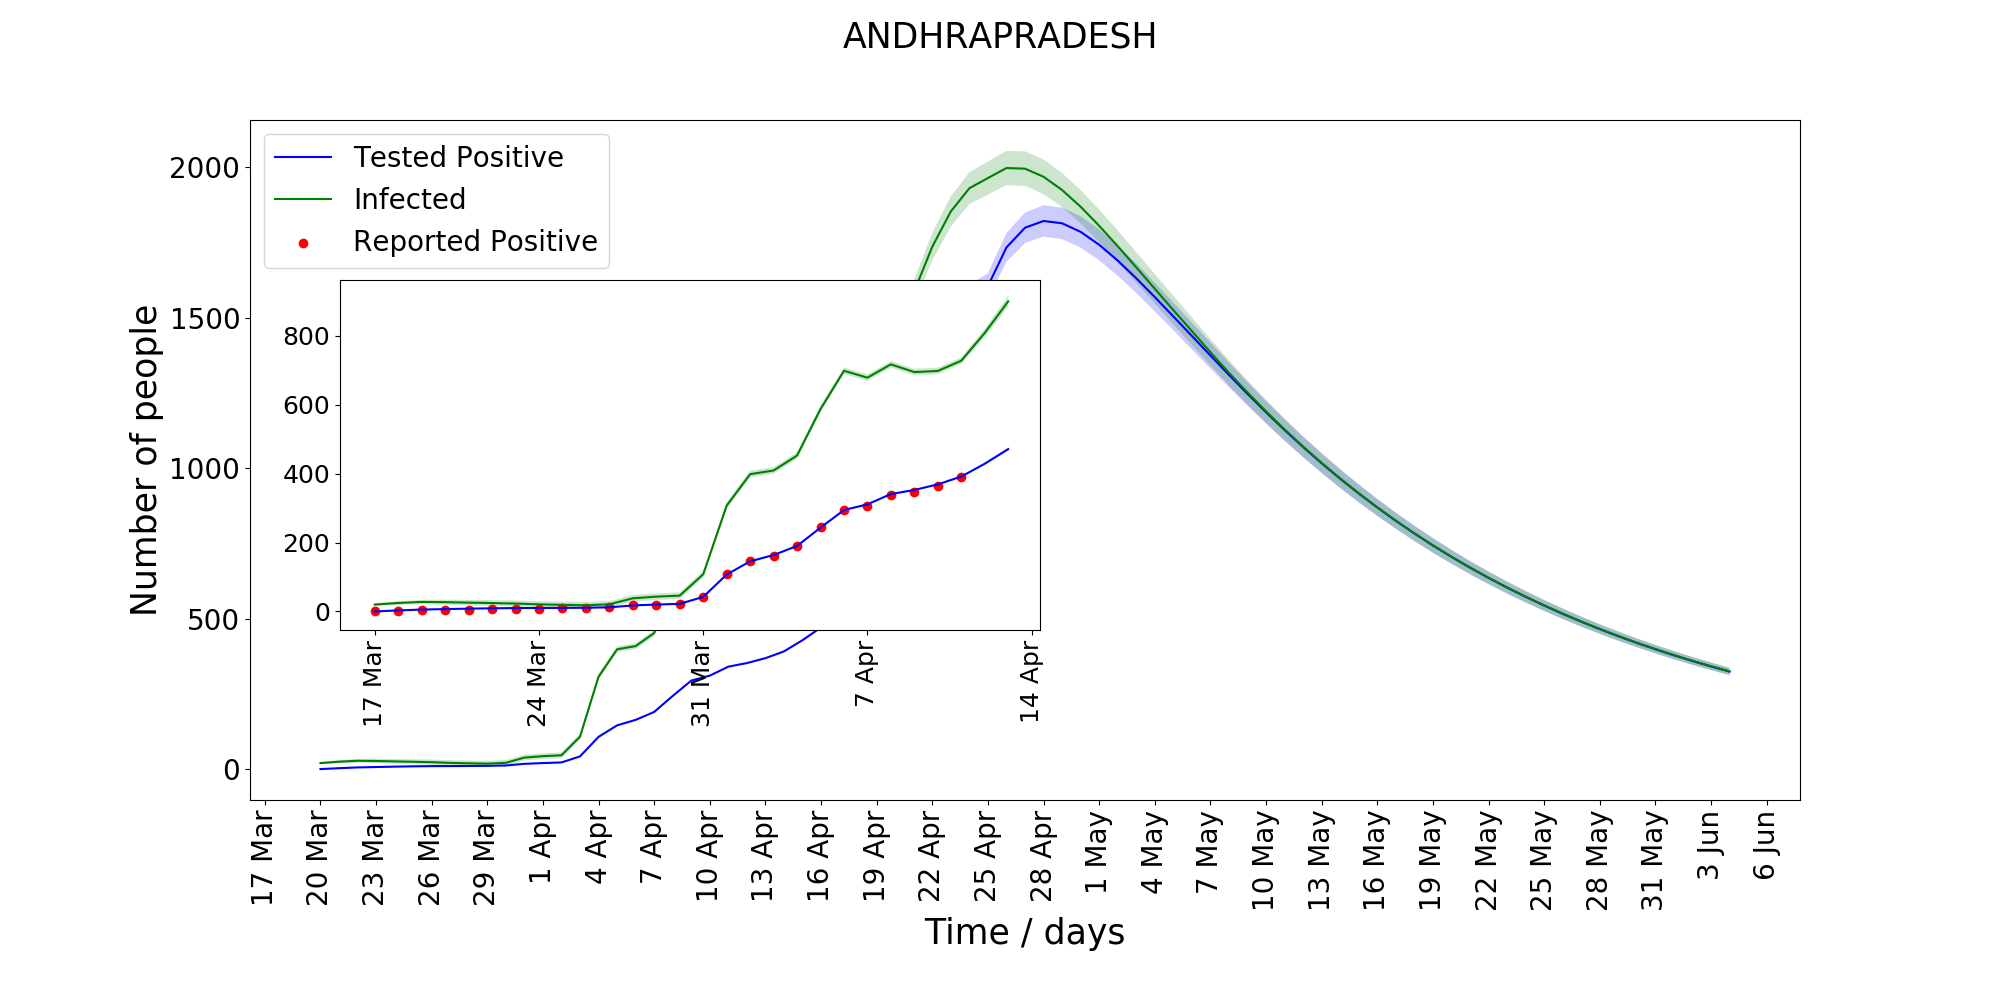 ANDHRAPRADESH
Tested Positive
Infected
Reported Positive
Number of people
2000
1500
1000
500
0
800
600
400
200
0
17 Mar
24 Mar
31 Mar
7 Apr
14 Apr
17 Mar
20 Mar
23 Mar
26 Mar
29 Mar
1 Apr
4 Apr
7 Apr
10 Apr
13 Apr
16 Apr
19 Apr
22 Apr
25 Apr
28 Apr
1 May
4 May
7 May
10 May
13 May
16 May
19 May
22 May
25 May
28 May
31 May
3 Jun
6 Jun
Time / days